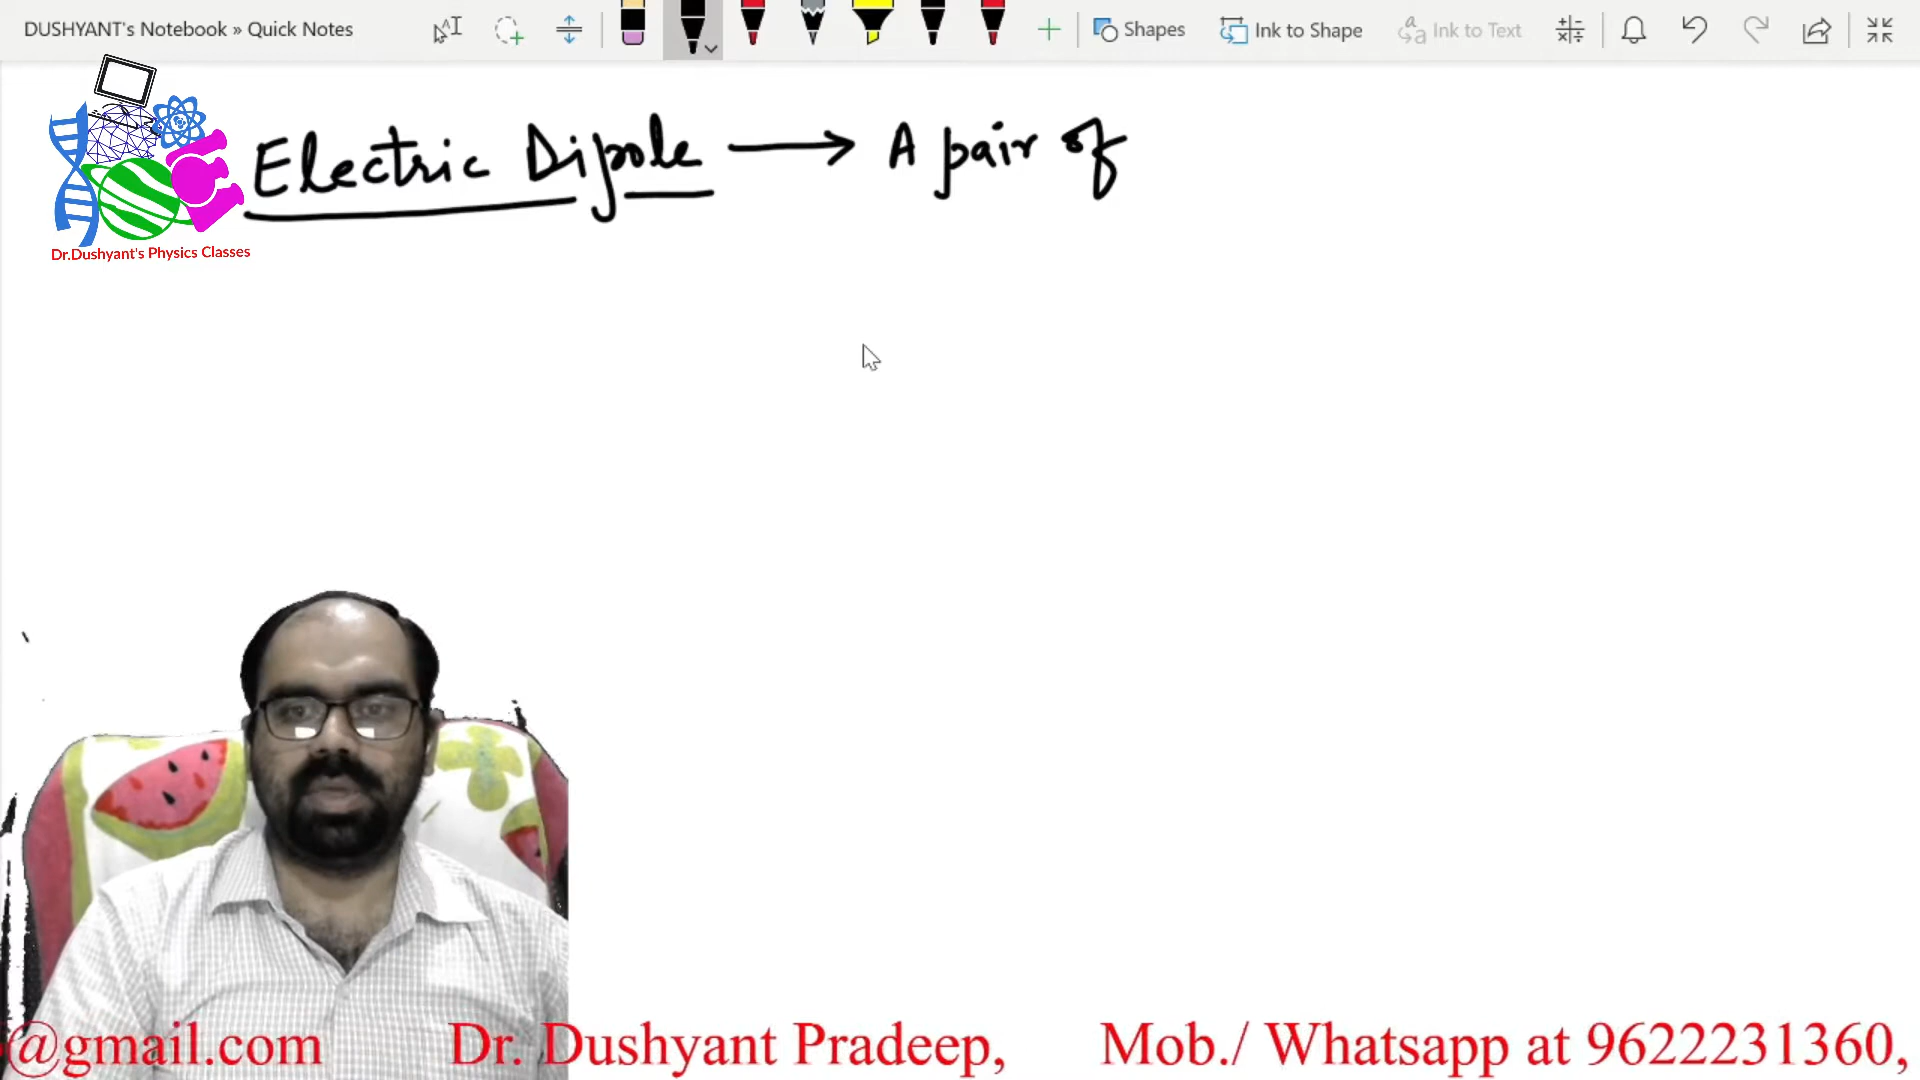 DUSHYANT's Notebook » Quick Notes
Shapes
Ink to Shape
Ink to Text
Electric Dipole → A pair of
Dr.Dushyant's Physics Classes
@gmail.com Dr. Dushyant Pradeep, Mob./ Whatsapp at 9622231360,